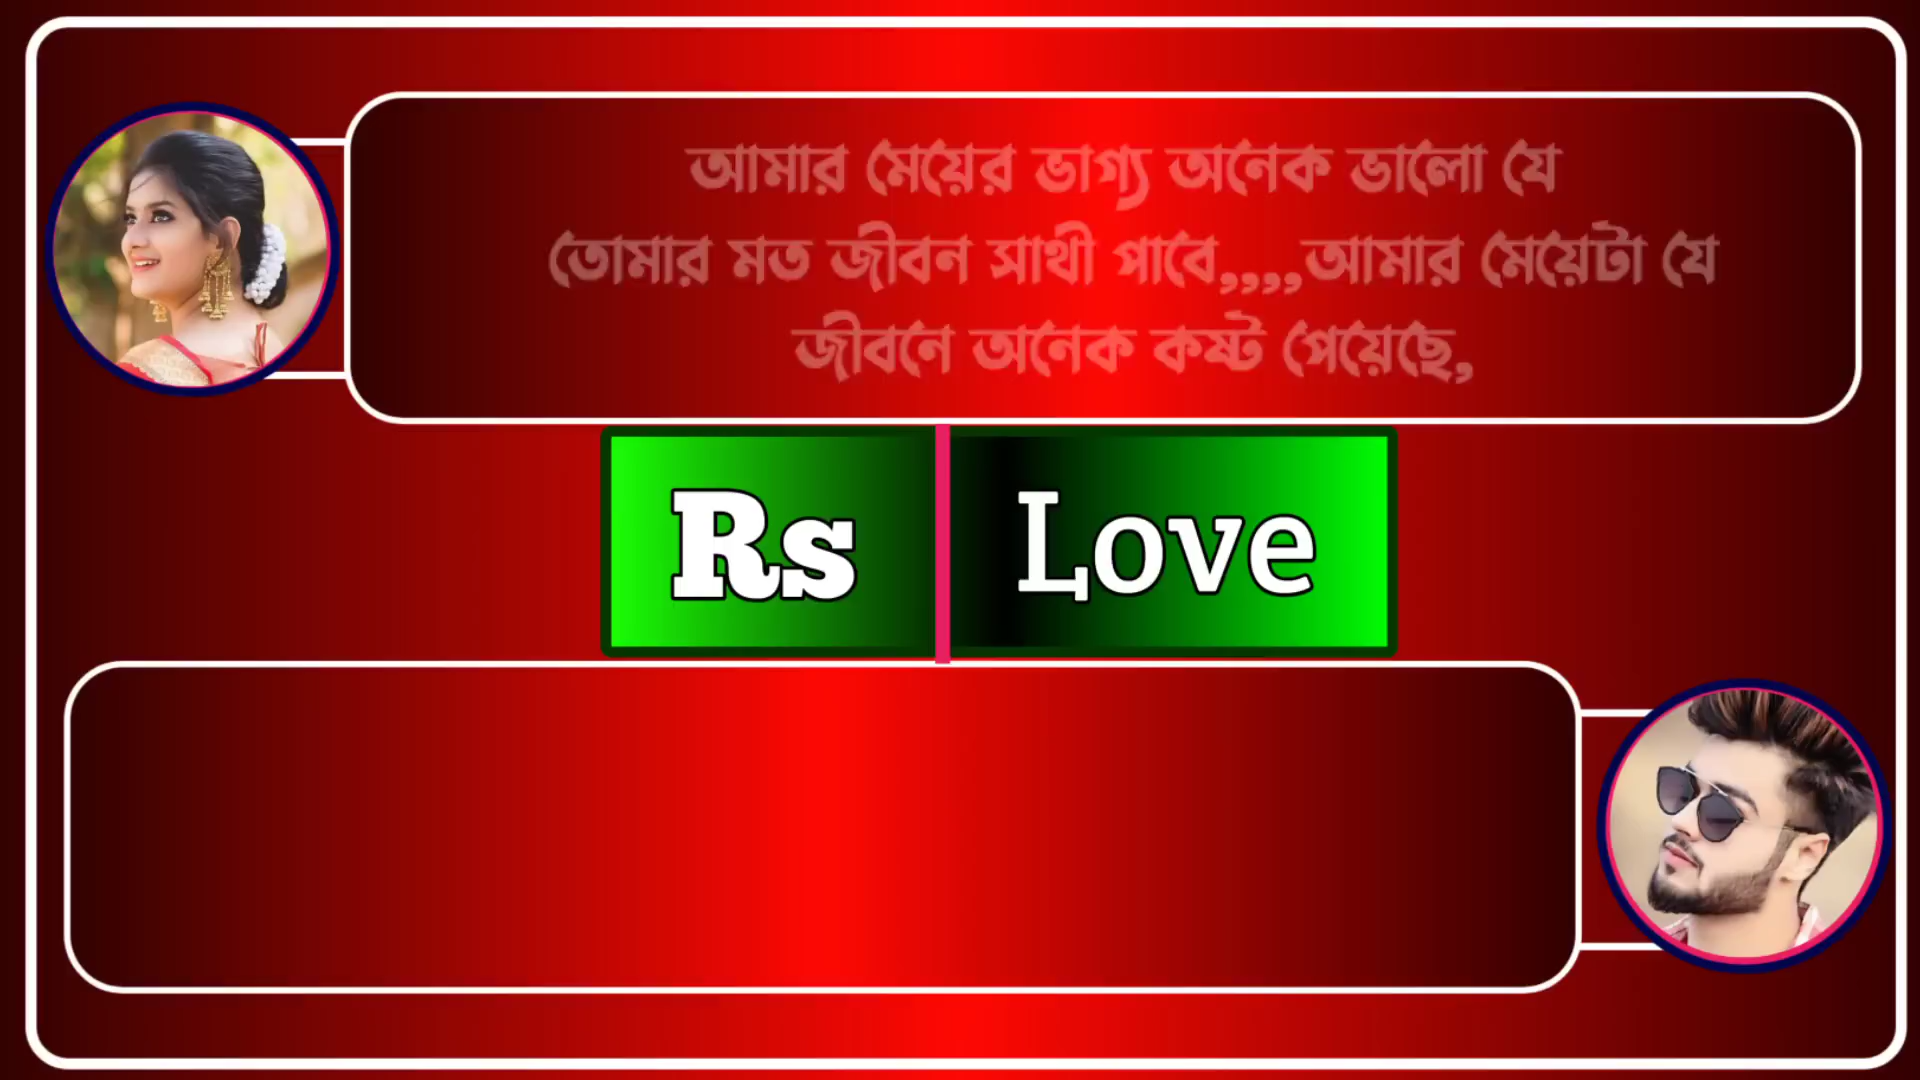 আমার মেয়ের ভাগ্য অনেক ভালো যে
তোমার মত জীবন সাথী পাবে,,,,আমার মেয়েটা যে
জীবনে অনেক কষ্ট পেয়েছে,
Rs Love